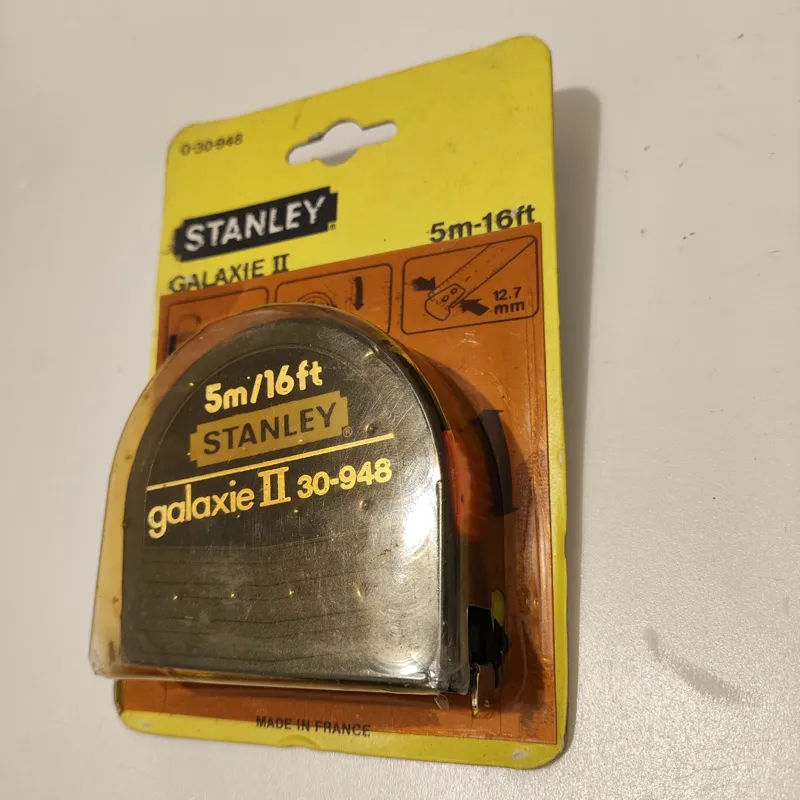 0-30-948
STANLEY®
5m-16ft
GALAXIE II
12.7
mm
5m/16ft
STANLEY®
galaxie II 30-948
MADE IN FRANCE